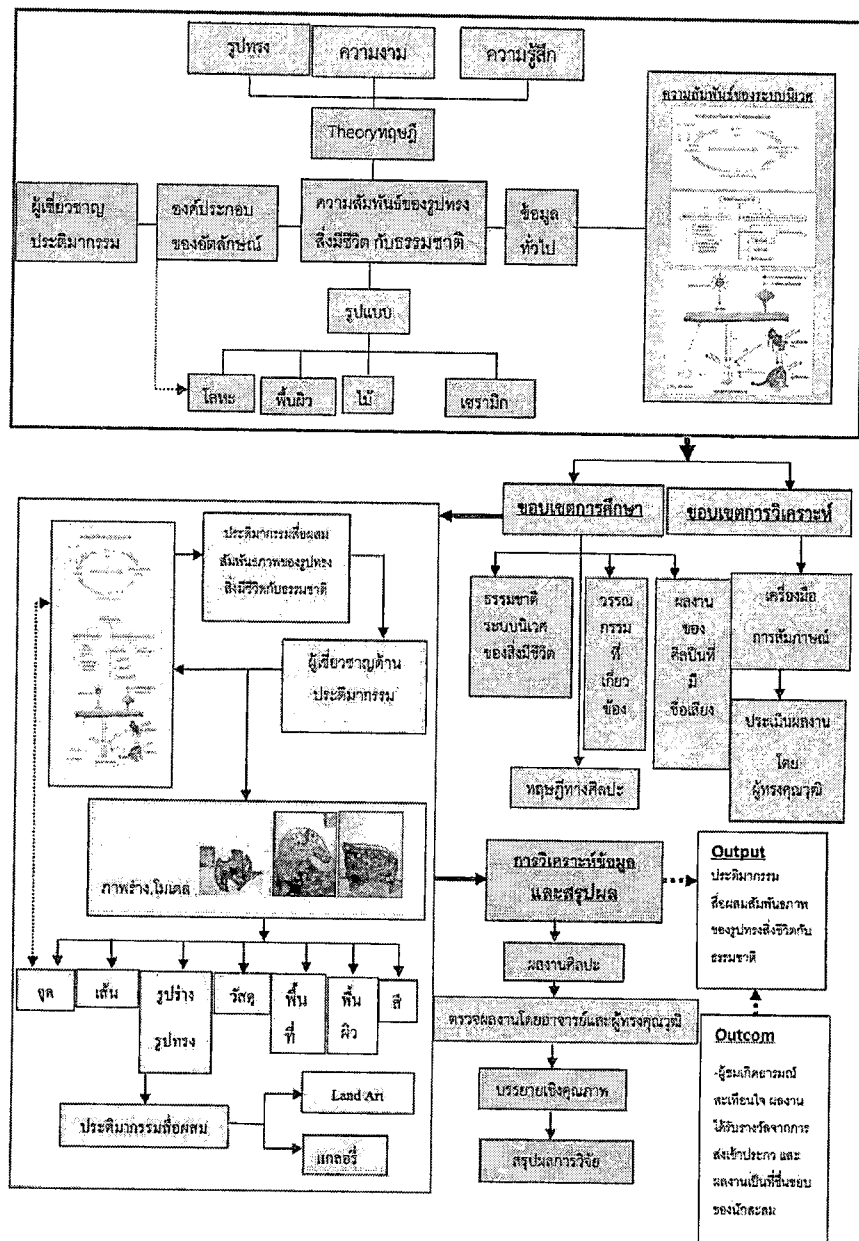 รูปทรง
ความงาม
ความรู้สึก
ความสัมพันธ์ของระบบนิเวศ
Theoryทฤษฎี
ผู้เชี่ยวชาญ
ประติมากรรม
องค์ประกอบ
ของอัตลักษณ์
ความสัมพันธ์ของรูปทรง
สิ่งมีชีวิต กับธรรมชาติ
ข้อมูล
ทั่วไป
รูปแบบ
โลหะ
พื้นผิว
ไม้
เซรามิก
ขอบเขตการศึกษา
ขอบเขตการวิเคราะห์
ประติมากรรมสื่อผสม
สัมพันธภาพของรูปทรง
สิ่งมีชีวิตกับธรรมชาติ
ผู้เชี่ยวชาญด้าน
ประติมากรรม
ธรรมชาติ
ระบบนิเวศ
ของสิ่งมีชีวิต
วรรณ
กรรม
ที่
เกี่ยว
ข้อง
ผลงาน
ของ
ศิลปินที่
มี
ชื่อเสียง
เครื่องมือ
การสัมภาษณ์
ประเมินผลงาน
โดย
ผู้ทรงคุณวุฒิ
ทฤษฎีทางศิลปะ
ภาพร่าง,โมเดล
การวิเคราะห์ข้อมูล
และสรุปผล
Output
ประติมากรรม
สื่อผสมสัมพันธภาพ
ของรูปทรงสิ่งชีวิตกับ
ธรรมชาติ
จุด
เส้น
รูปร่าง
รูปทรง
วัสดุ
พื้น
ที่
พื้น
ผิว
สี
ผลงานศิลปะ
ตรวจผลงานโดยอาจารย์และผู้ทรงคุณวุฒิ
บรรยายเชิงคุณภาพ
สรุปผลการวิจัย
ประติมากรรมสื่อผสม
Land Art
แกลอรี่
Outcom
-ผู้ชมเกิดอารมณ์
สะเทือนใจ ผลงาน
ได้รับรางวัลจากการ
ส่งเข้าประกว และ
ผลงานเป็นที่ชื่นชอบ
ของนักสะสม